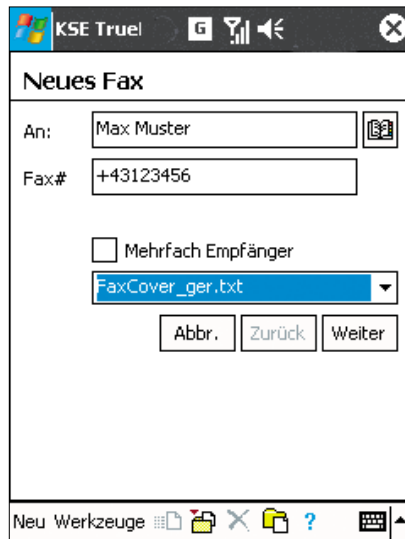 KSE Truel G
Neues Fax
An: Max Muster
Fax# +43123456
Mehrfach Empfänger
FaxCover_ger.txt
Abbr. Zurück Weiter
Neu Werkzeuge ?